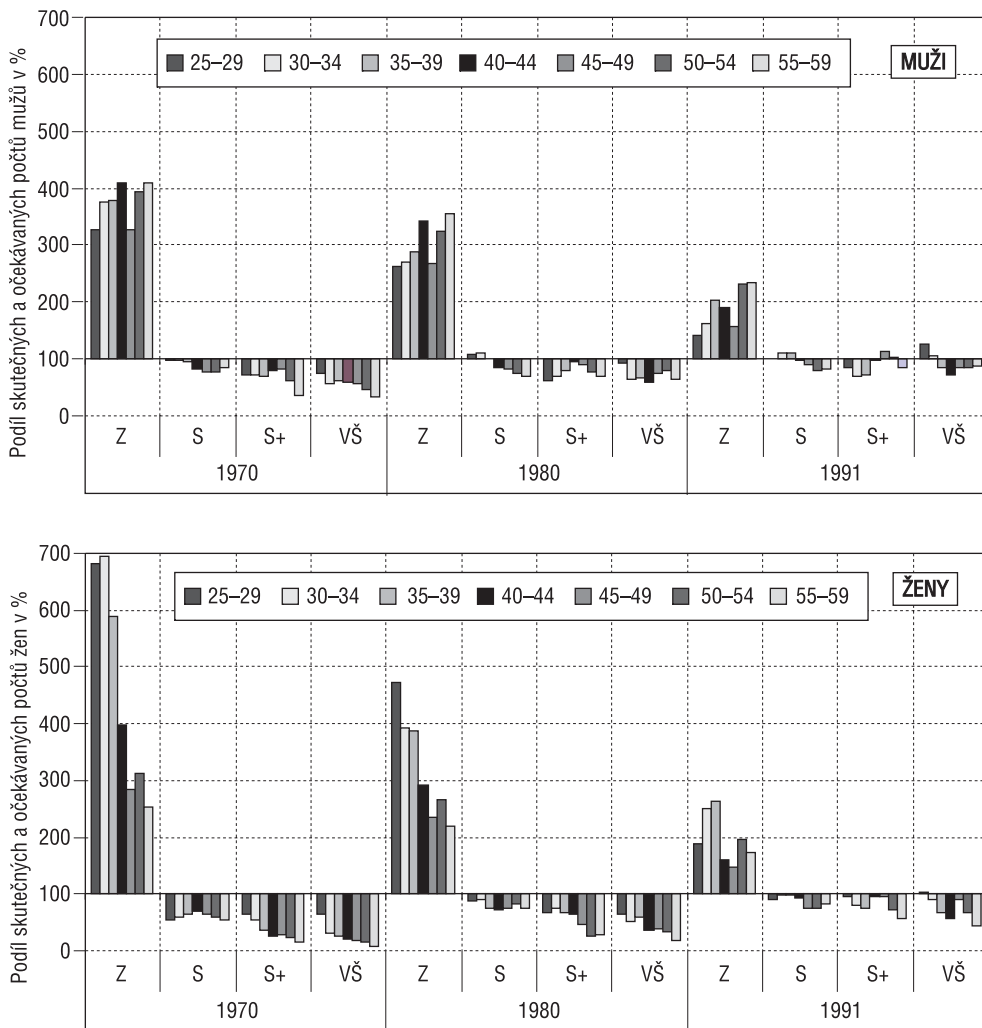 Podíl skutečných a očekávaných počtů mužů v %
700
600
500
400
300
200
100
0
25–29 30–34 35–39 40–44 45–49 50–54 55–59
MUŽI
Z S S+ VŠ Z S S+ VŠ Z S S+ VŠ
1970 1980 1991
Podíl skutečných a očekávaných počtů žen v %
700
600
500
400
300
200
100
0
25–29 30–34 35–39 40–44 45–49 50–54 55–59
ŽENY
Z S S+ VŠ Z S S+ VŠ Z S S+ VŠ
1970 1980 1991